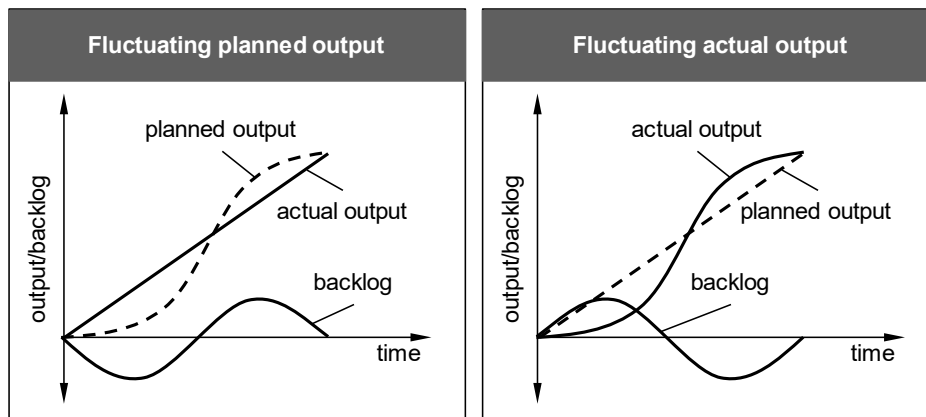 Fluctuating planned output
output/backlog
planned output
actual output
backlog
time
Fluctuating actual output
output/backlog
actual output
planned output
backlog
time